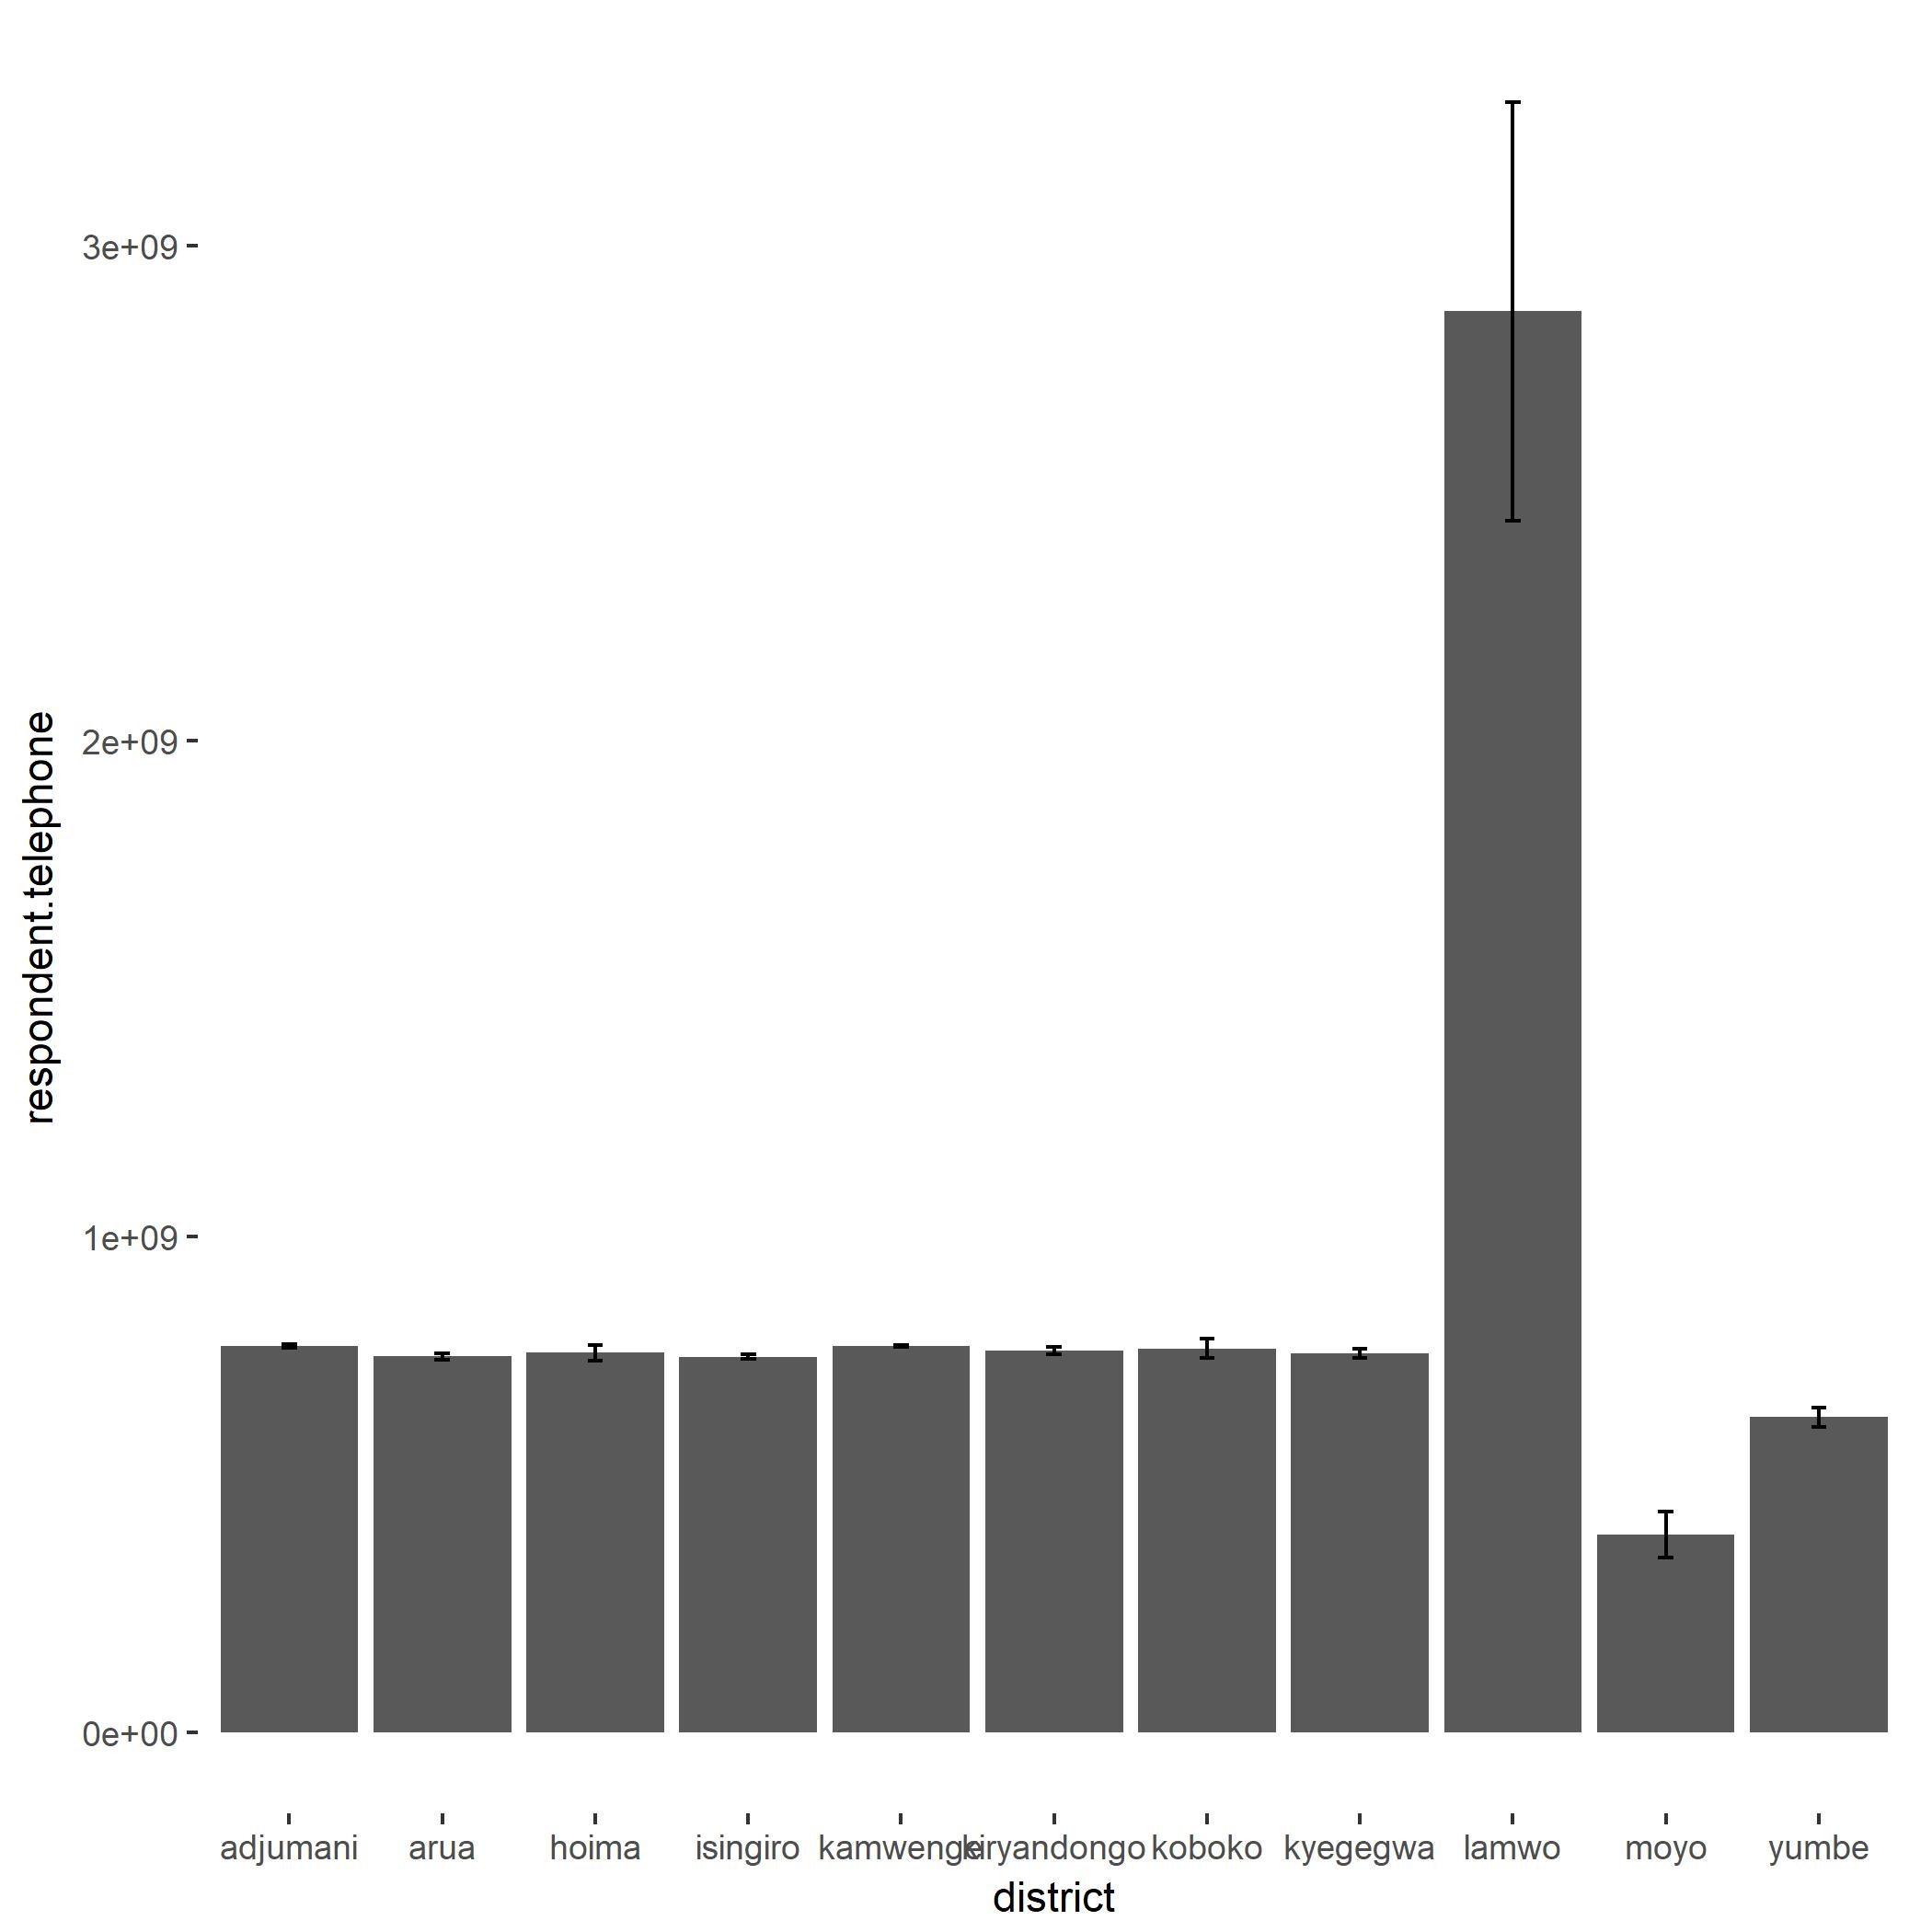 respondent.telephone
3e+09
2e+09
1e+09
0e+00
adjumani arua hoima isingiro kamwenge kiryandongo koboko kyegegwa lamwo moyo yumbe
district